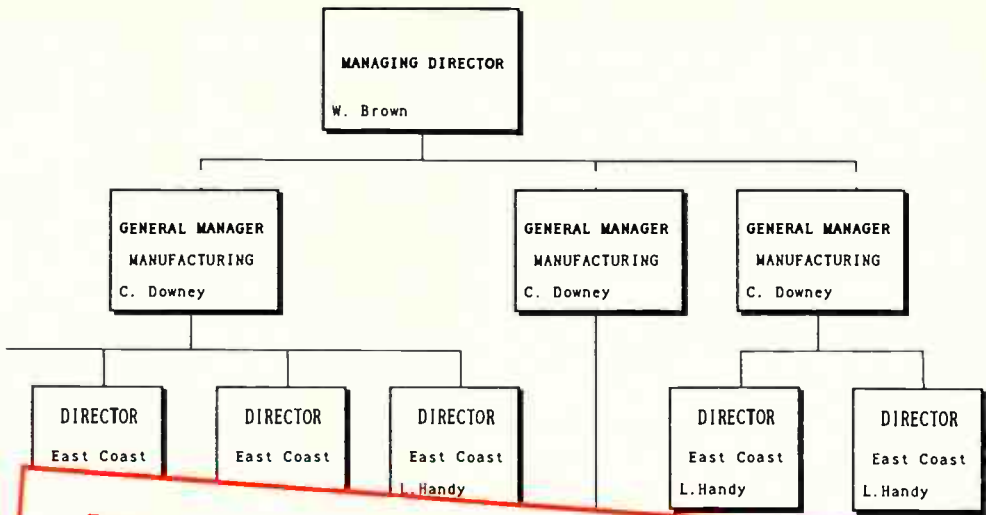 MANAGING DIRECTOR
W. Brown
GENERAL MANAGER
MANUFACTURING
C. Downey
GENERAL MANAGER
MANUFACTURING
C. Downey
GENERAL MANAGER
MANUFACTURING
C. Downey
DIRECTOR
East Coast
DIRECTOR
East Coast
DIRECTOR
East Coast
L.Handy
DIRECTOR
East Coast
L.Handy
DIRECTOR
East Coast
L.Handy